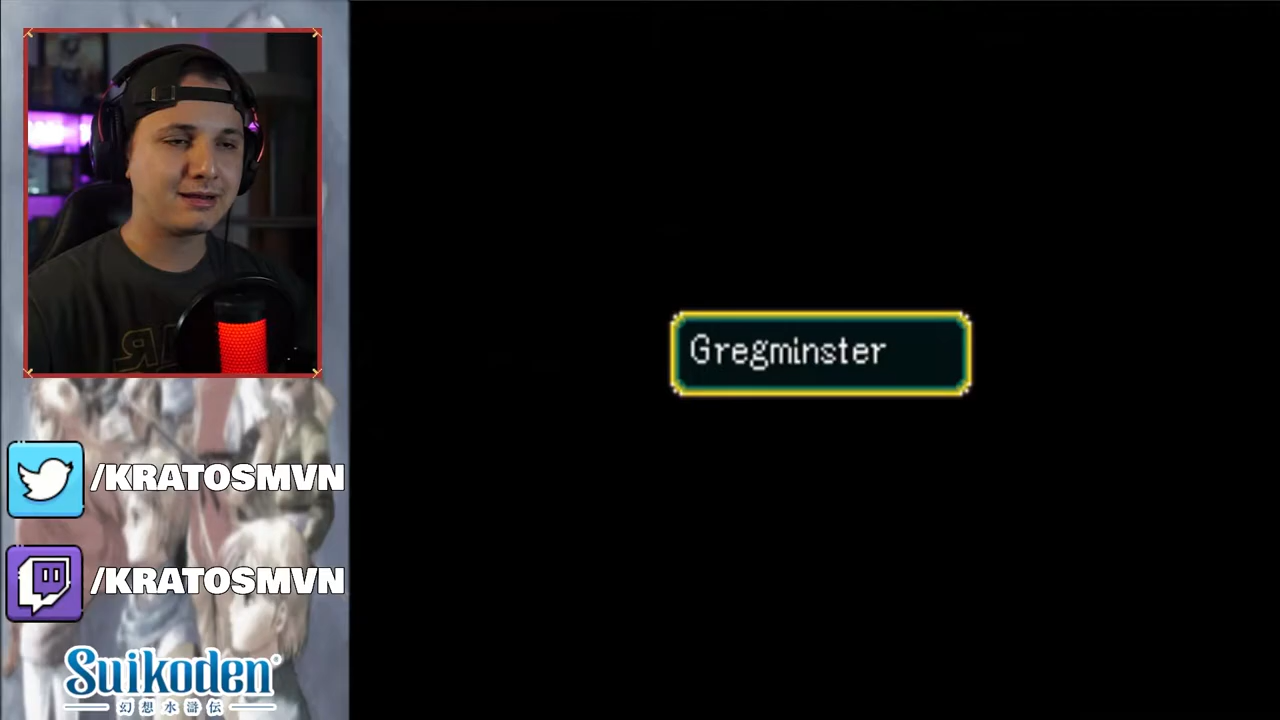 Gregminster
/KRATOSMVN
/KRATOSMVN
Suikoden
幻想水滸伝